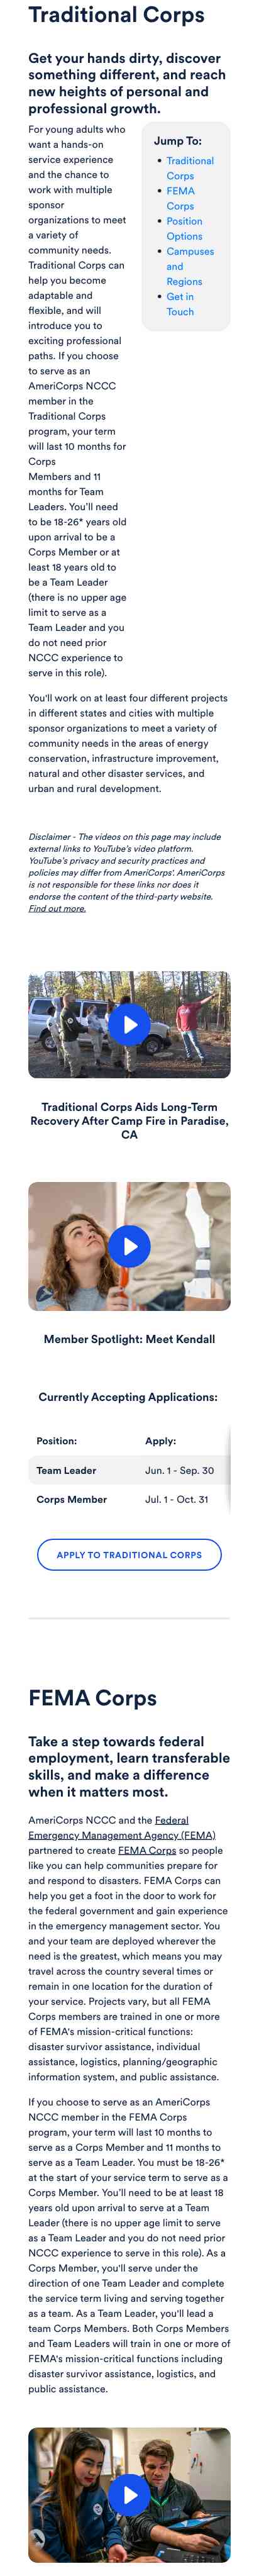 Traditional Corps
Get your hands dirty, discover
something different, and reach
new heights of personal and
professional growth.
For young adults who
want a hands-on
service experience
and the chance to
work with multiple
sponsor
organizations to meet
a variety of
community needs.
Traditional Corps can
help you become
adaptable and
flexible, and will
introduce you to
exciting professional
paths. If you choose
to serve as an
AmeriCorps NCCC
member in the
Traditional Corps
program, your term
will last 10 months for
Corps
Members and 11
months for Team
Leaders. You'll need
to be 18-26* years old
upon arrival to be a
Corps Member or at
least 18 years old to
be a Team Leader
(there is no upper age
limit to serve as a
Team Leader and you
do not need prior
NCCC experience to
serve in this role).
Jump To:
Traditional
Corps
FEMA
Corps
Position
Options
Campuses
and
Regions
Get in
Touch
You'll work on at least four different projects
in different states and cities with multiple
sponsor organizations to meet a variety of
community needs in the areas of energy
conservation, infrastructure improvement,
natural and other disaster services, and
urban and rural development.
Disclaimer - The videos on this page may include
external links to YouTube's video platform.
YouTube's privacy and security practices and
policies may differ from AmeriCorps'. AmeriCorps
is not responsible for these links nor does it
endorse the content of the third-party website.
Find out more.
Traditional Corps Aids Long-Term
Recovery After Camp Fire in Paradise,
CA
Member Spotlight: Meet Kendall
Currently Accepting Applications:
Position: Apply:
Team Leader Jun. 1 - Sep. 30
Corps Member Jul. 1 - Oct. 31
APPLY TO TRADITIONAL CORPS
FEMA Corps
Take a step towards federal
employment, learn transferable
skills, and make a difference
when it matters most.
AmeriCorps NCCC and the Federal
Emergency Management Agency (FEMA)
partnered to create FEMA Corps so people
like you can help communities prepare for
and respond to disasters. FEMA Corps can
help you get a foot in the door to work for
the federal government and gain experience
in the emergency management sector. You
and your team are deployed wherever the
need is the greatest, which means you may
travel across the country several times or
remain in one location for the duration of
your service. Projects vary, but all FEMA
Corps members are trained in one or more
of FEMA's mission-critical functions:
disaster survivor assistance, individual
assistance, logistics, planning/geographic
information system, and public assistance.
If you choose to serve as an AmeriCorps
NCCC member in the FEMA Corps
program, your term will last 10 months to
serve as a Corps Member and 11 months to
serve as a Team Leader. You must be 18-26*
at the start of your service term to serve as a
Corps Member. You'll need to be at least 18
years old upon arrival to serve at a Team
Leader (there is no upper age limit to serve
as a Team Leader and you do not need prior
NCCC experience to serve in this role). As a
Corps Member, you'll serve under the
direction of one Team Leader and complete
the service term living and serving together
as a team. As a Team Leader, you'll lead a
team Corps Members. Both Corps Members
and Team Leaders will train in one or more of
FEMA's mission-critical functions including
disaster survivor assistance, logistics, and
public assistance.